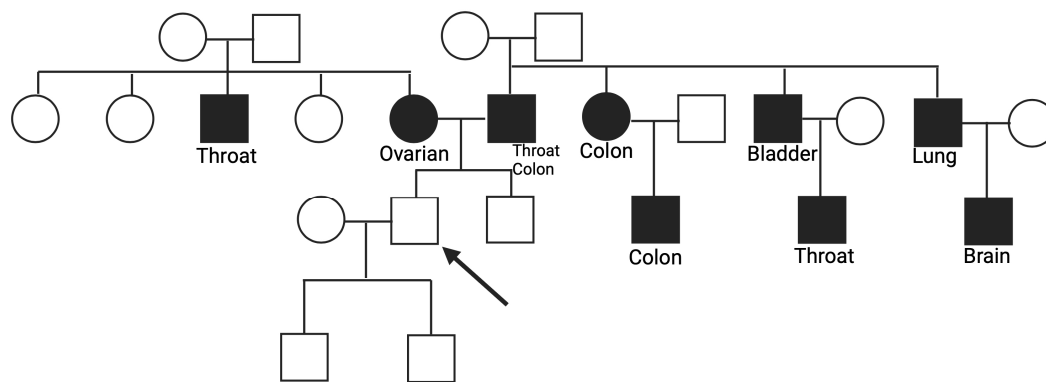 Throat
Ovarian
Throat
Colon
Colon
Bladder
Lung
Colon
Throat
Brain